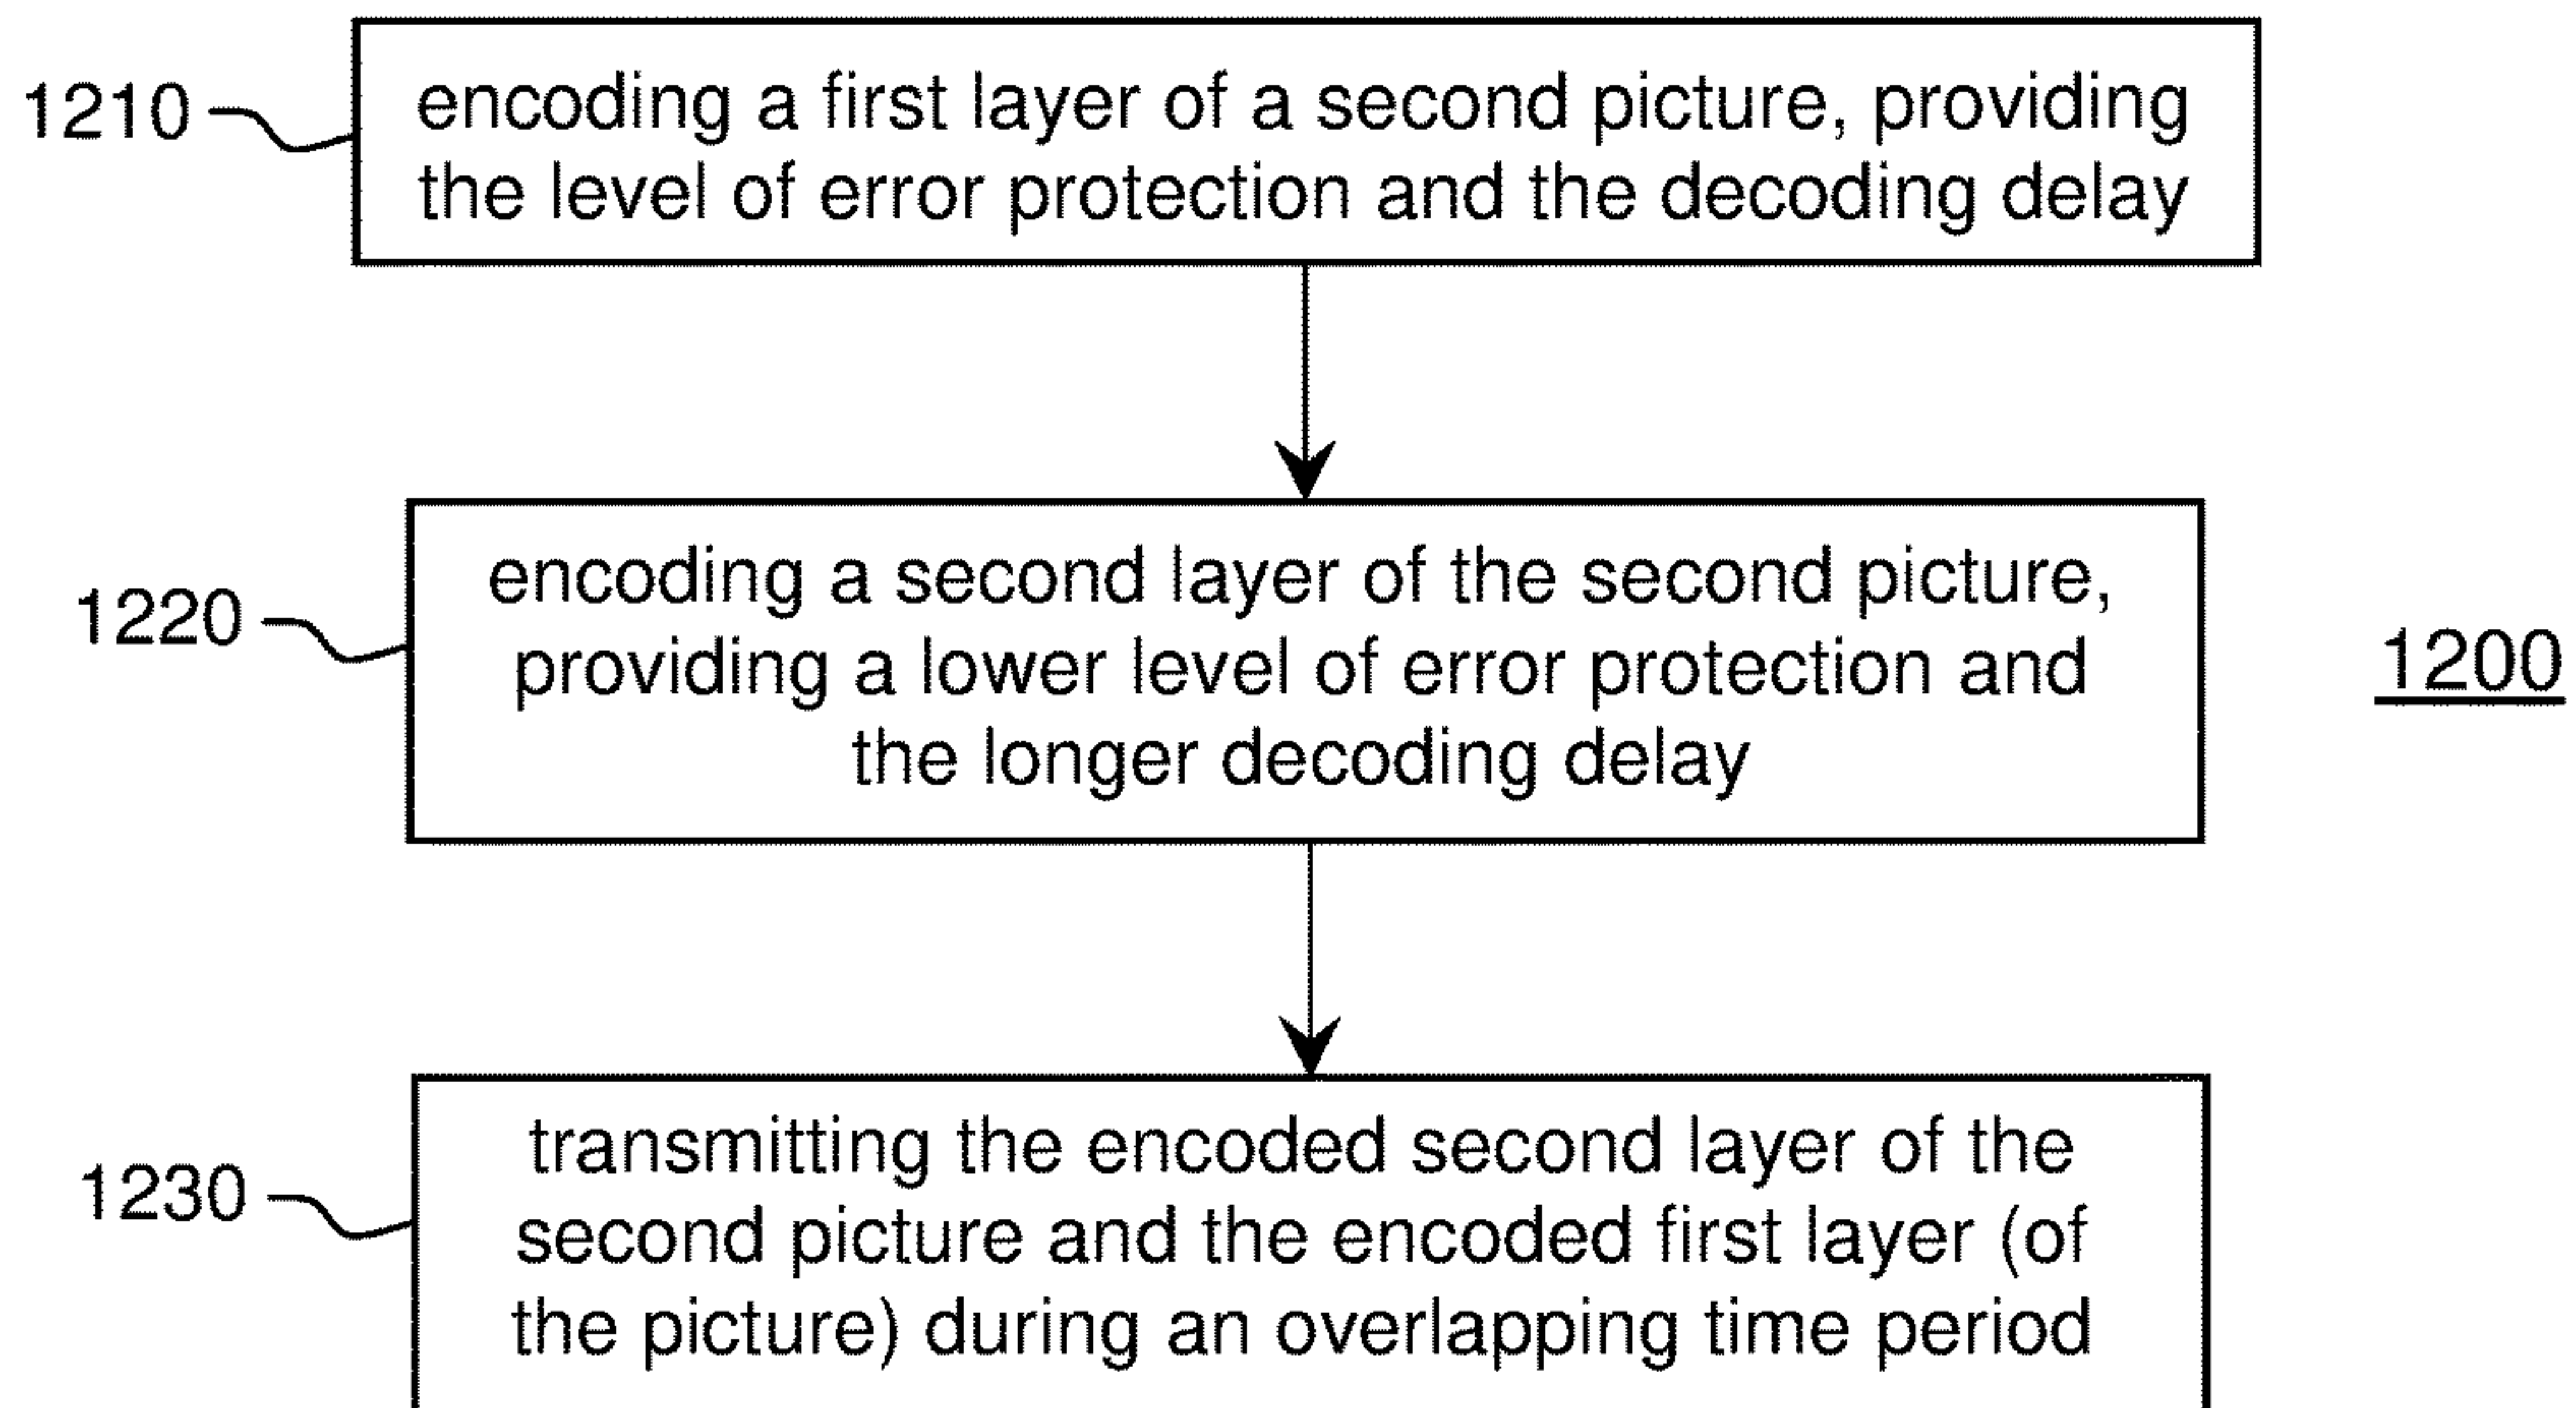 1210
encoding a first layer of a second picture, providing
the level of error protection and the decoding delay
1220
encoding a second layer of the second picture,
providing a lower level of error protection and
the longer decoding delay
1200
1230
transmitting the encoded second layer of the
second picture and the encoded first layer (of
the picture) during an overlapping time period